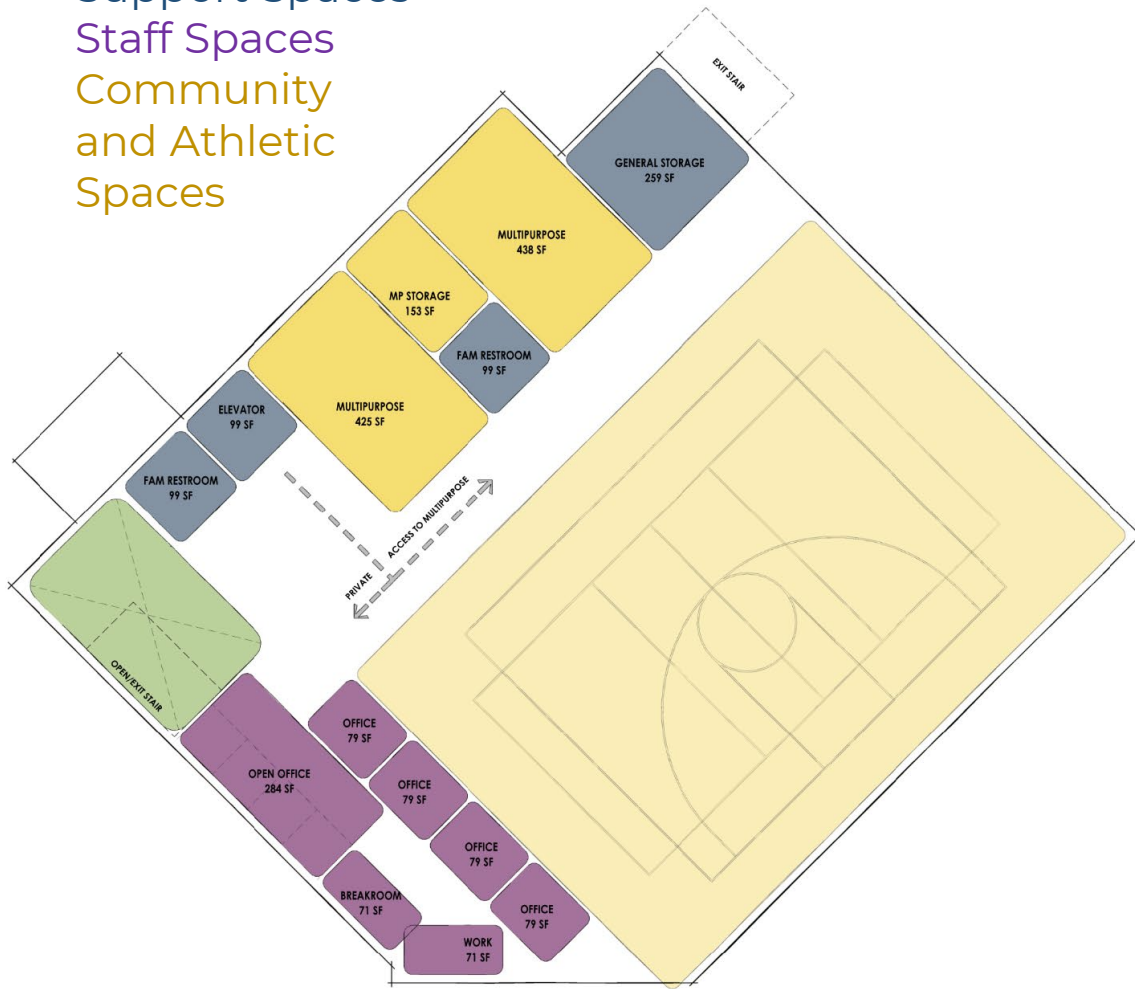 Support Spaces
Staff Spaces
Community
and Athletic
Spaces
EXIT STAIR
GENERAL STORAGE
259 SF
MULTIPURPOSE
438 SF
MP STORAGE
153 SF
FAM RESTROOM
99 SF
MULTIPURPOSE
425 SF
ELEVATOR
99 SF
FAM RESTROOM
99 SF
ACCESS TO MULTIPURPOSE
PRIVATE
OPEN/EXIT STAIR
OFFICE
79 SF
OPEN OFFICE
284 SF
OFFICE
79 SF
OFFICE
79 SF
BREAKROOM
71 SF
OFFICE
79 SF
WORK
71 SF